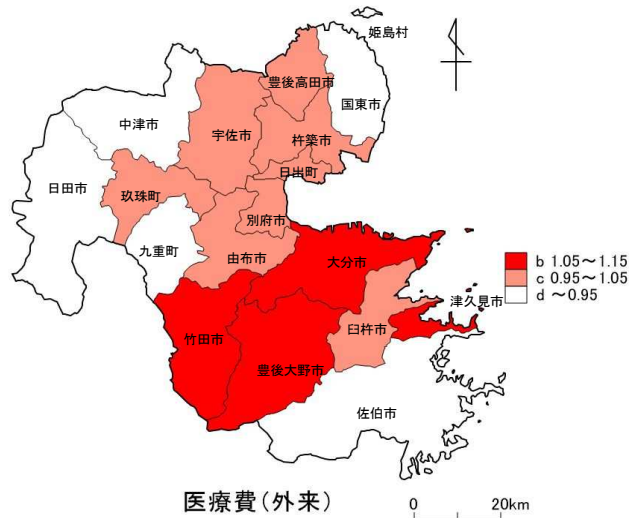 姫島村
豊後高田市
国東市
中津市
宇佐市
杵築市
日出町
日田市
玖珠町
別府市
九重町
由布市
大分市
b 1.05～1.15
c 0.95～1.05
d ～0.95
津久見市
臼杵市
竹田市
豊後大野市
佐伯市
医療費(外来)
0 20km